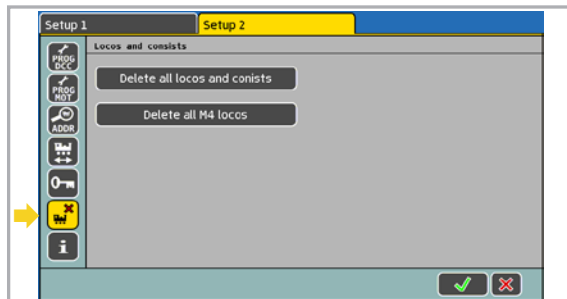 Setup 1
Setup 2
Locos and consists
PROG
DCC
Delete all locos and conists
PROG
MOT
Delete all M4 locos
ADDR
i